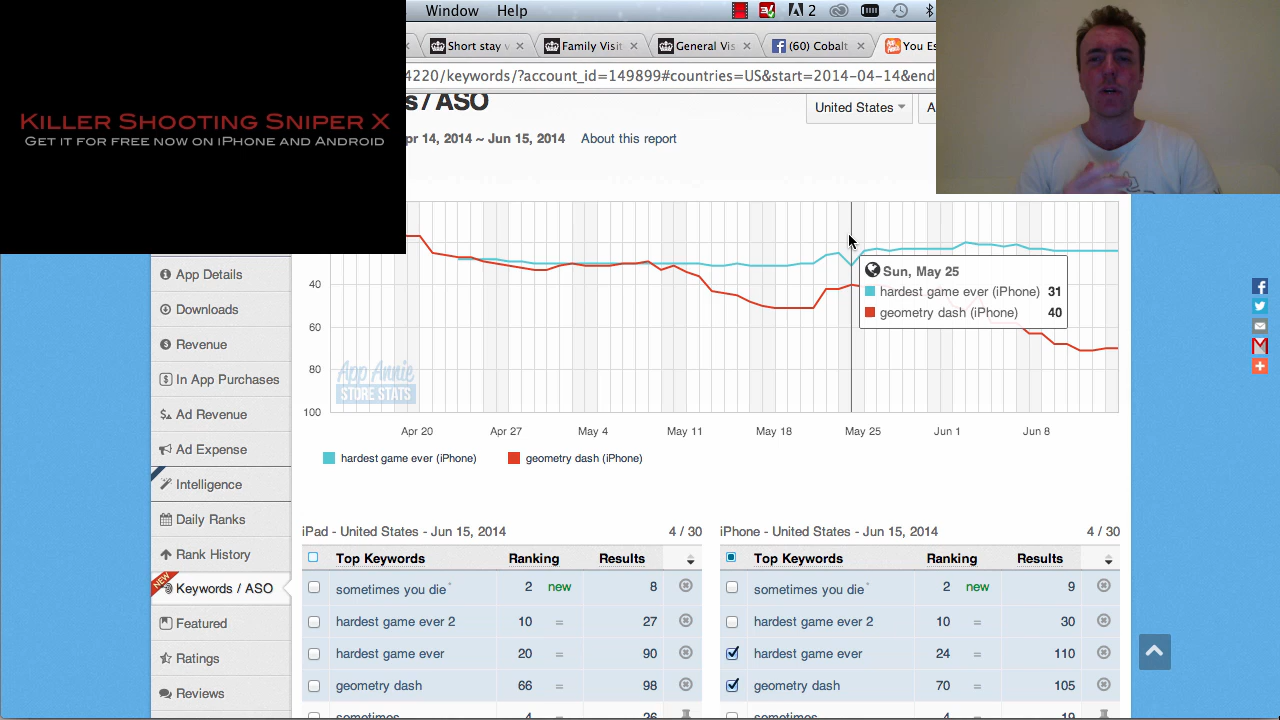 Window Help
2
Short stay v
Family Visit
General Vis
(60) Cobalt
You Es
4220/keywords/?account_id=149899#countries=US&start=2014-04-14&end
KILLER SHOOTING SNIPER X
GET IT FOR FREE NOW ON IPHONE AND ANDROID
s / ASO
United States
A
pr 14, 2014 ~ Jun 15, 2014 About this report
App Details
Downloads
Revenue
In App Purchases
Ad Revenue
Ad Expense
Intelligence
Daily Ranks
Rank History
NEW
Keywords / ASO
Featured
Ratings
Reviews
40
60
80
100
App Annie
STORE STATS
Sun, May 25
hardest game ever (iPhone) 31
geometry dash (iPhone) 40
Apr 20 Apr 27 May 4 May 11 May 18 May 25 Jun 1 Jun 8
hardest game ever (iPhone) geometry dash (iPhone)
iPad - United States - Jun 15, 2014 4 / 30
Top Keywords Ranking Results
sometimes you die* 2 new 8
hardest game ever 2 10 = 27
hardest game ever 20 = 90
geometry dash 66 = 98
sometimes 4 26
iPhone - United States - Jun 15, 2014 4 / 30
Top Keywords Ranking Results
sometimes you die* 2 new 9
hardest game ever 2 10 = 30
hardest game ever 24 = 110
geometry dash 70 = 105
sometimes 4 19